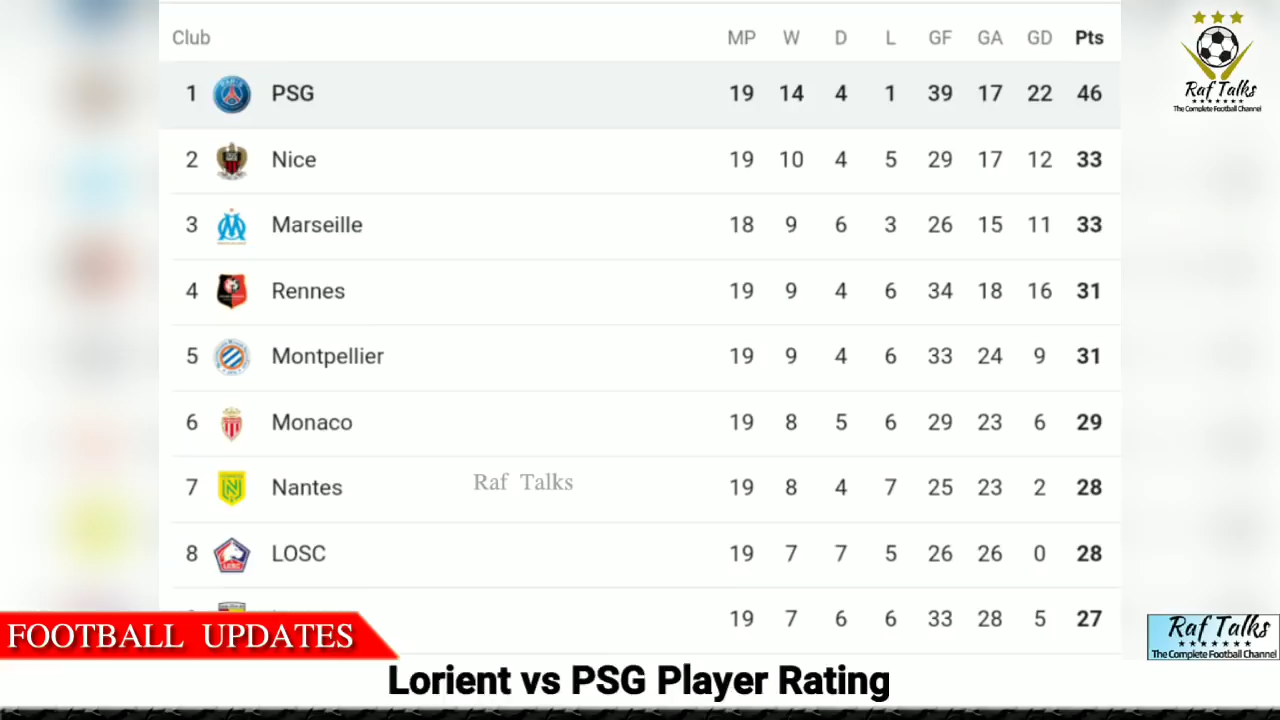 Club MP W D L GF GA GD Pts
1 PSG 19 14 4 1 39 17 22 46
2 Nice 19 10 4 5 29 17 12 33
3 Marseille 18 9 6 3 26 15 11 33
4 Rennes 19 9 4 6 34 18 16 31
5 Montpellier 19 9 4 6 33 24 9 31
6 Monaco 19 8 5 6 29 23 6 29
7 Nantes 19 8 4 7 25 23 2 28
8 LOSC 19 7 7 5 26 26 0 28
19 7 6 6 33 28 5 27
Raf Talks
The Complete Football Channel
Raf Talks
FOOTBALL UPDATES
Raf Talks
The Complete Football Channel
Lorient vs PSG Player Rating